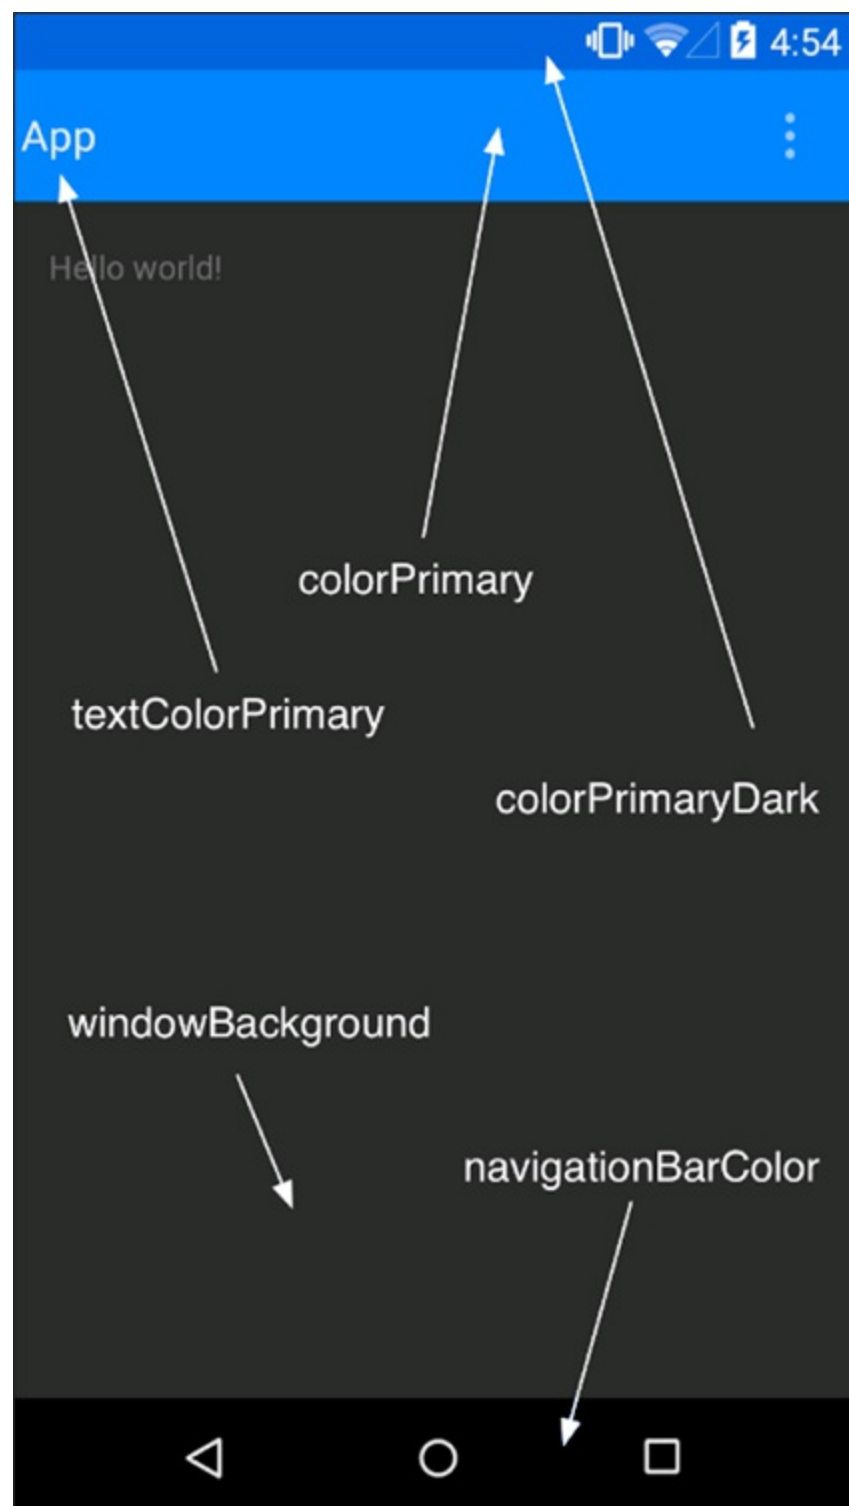 4:54
App
Hello world!
colorPrimary
textColorPrimary
colorPrimaryDark
windowBackground
navigationBarColor